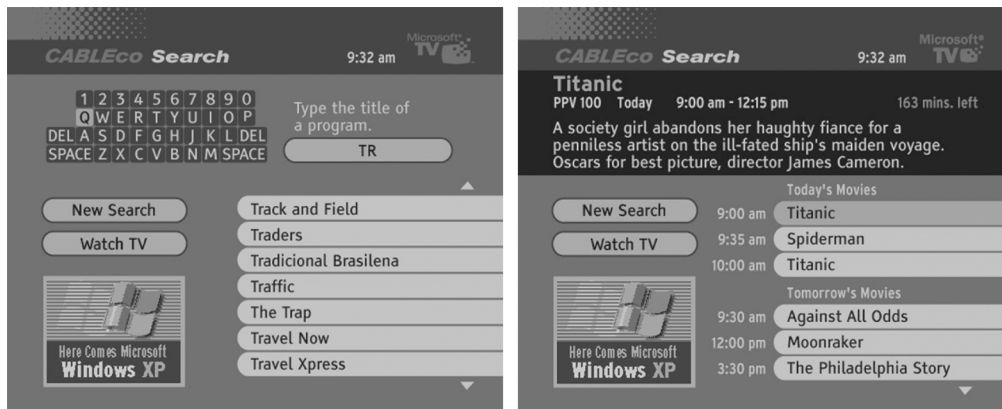 Microsoft®
TV
CABLEco Search
9:32 am
1 2 3 4 5 6 7 8 9 0
Q W E R T Y U I O P
DEL A S D F G H J K L DEL
SPACE Z X C V B N M SPACE
Type the title of
a program.
TR
New Search
Watch TV
Track and Field
Traders
Tradicional Brasilena
Traffic
The Trap
Travel Now
Travel Xpress
Here Comes Microsoft
Windows XP
Microsoft®
TV
CABLEco Search
9:32 am
Titanic
PPV 100 Today 9:00 am - 12:15 pm 163 mins. left
A society girl abandons her haughty fiance for a
penniless artist on the ill-fated ship's maiden voyage.
Oscars for best picture, director James Cameron.
New Search
Watch TV
Today's Movies
9:00 am Titanic
9:35 am Spiderman
10:00 am Titanic
Tomorrow's Movies
9:30 am Against All Odds
12:00 pm Moonraker
3:30 pm The Philadelphia Story
Here Comes Microsoft
Windows XP